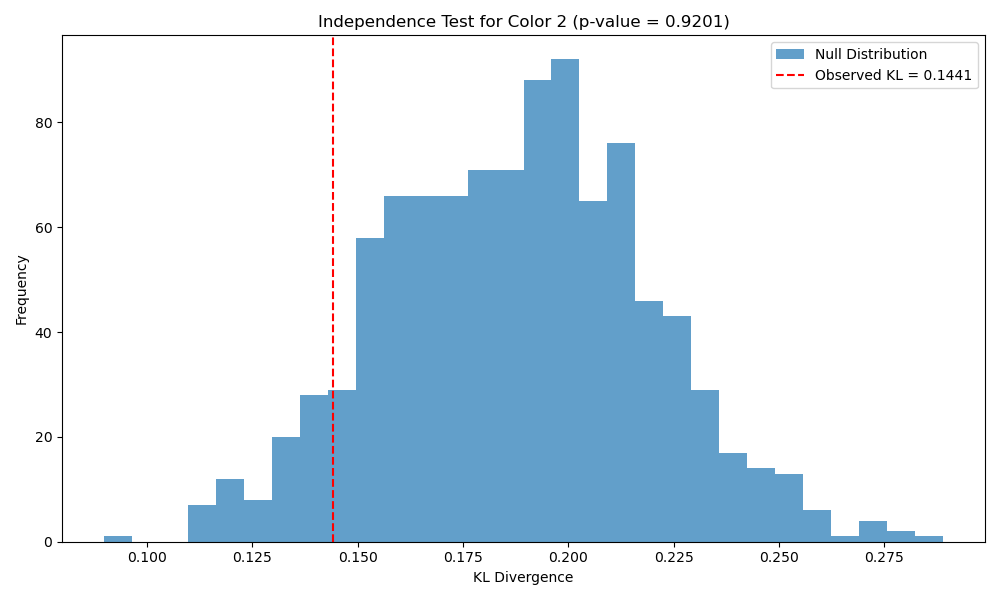 Independence Test for Color 2 (p-value = 0.9201)
Null Distribution
Observed KL = 0.1441
Frequency
80
60
40
20
0
0.100 0.125 0.150 0.175 0.200 0.225 0.250 0.275
KL Divergence